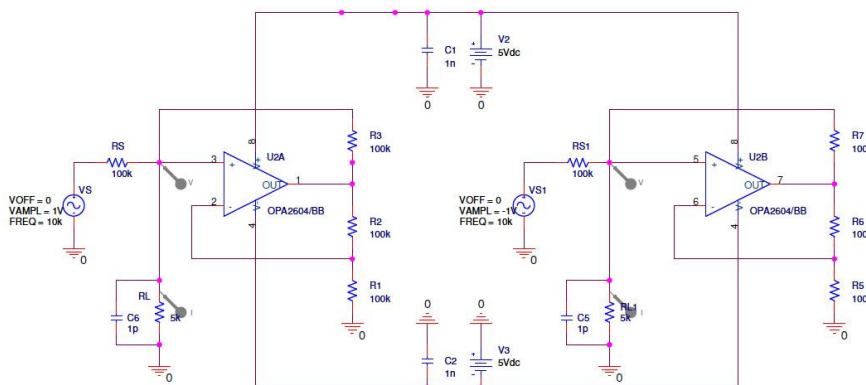 C1
1n
V2
5Vdc
+
-
0
0
RS
100k
3
+
8
V+
U2A
R3
100k
OUT
1
2
-
V-
4
OPA2604/BB
R2
100k
R1
100k
0
VS
VOFF = 0
VAMPL = 1V
FREQ = 10k
0
V
RL
5k
C6
1p
I
0
0
0
C2
1n
V3
5Vdc
+
-
RS1
100k
5
+
8
V+
U2B
R7
100k
OUT
7
6
-
V-
4
OPA2604/BB
R6
100k
R5
100k
0
VS1
VOFF = 0
VAMPL = -1V
FREQ = 10k
0
V
RL1
5k
C5
1p
I
0